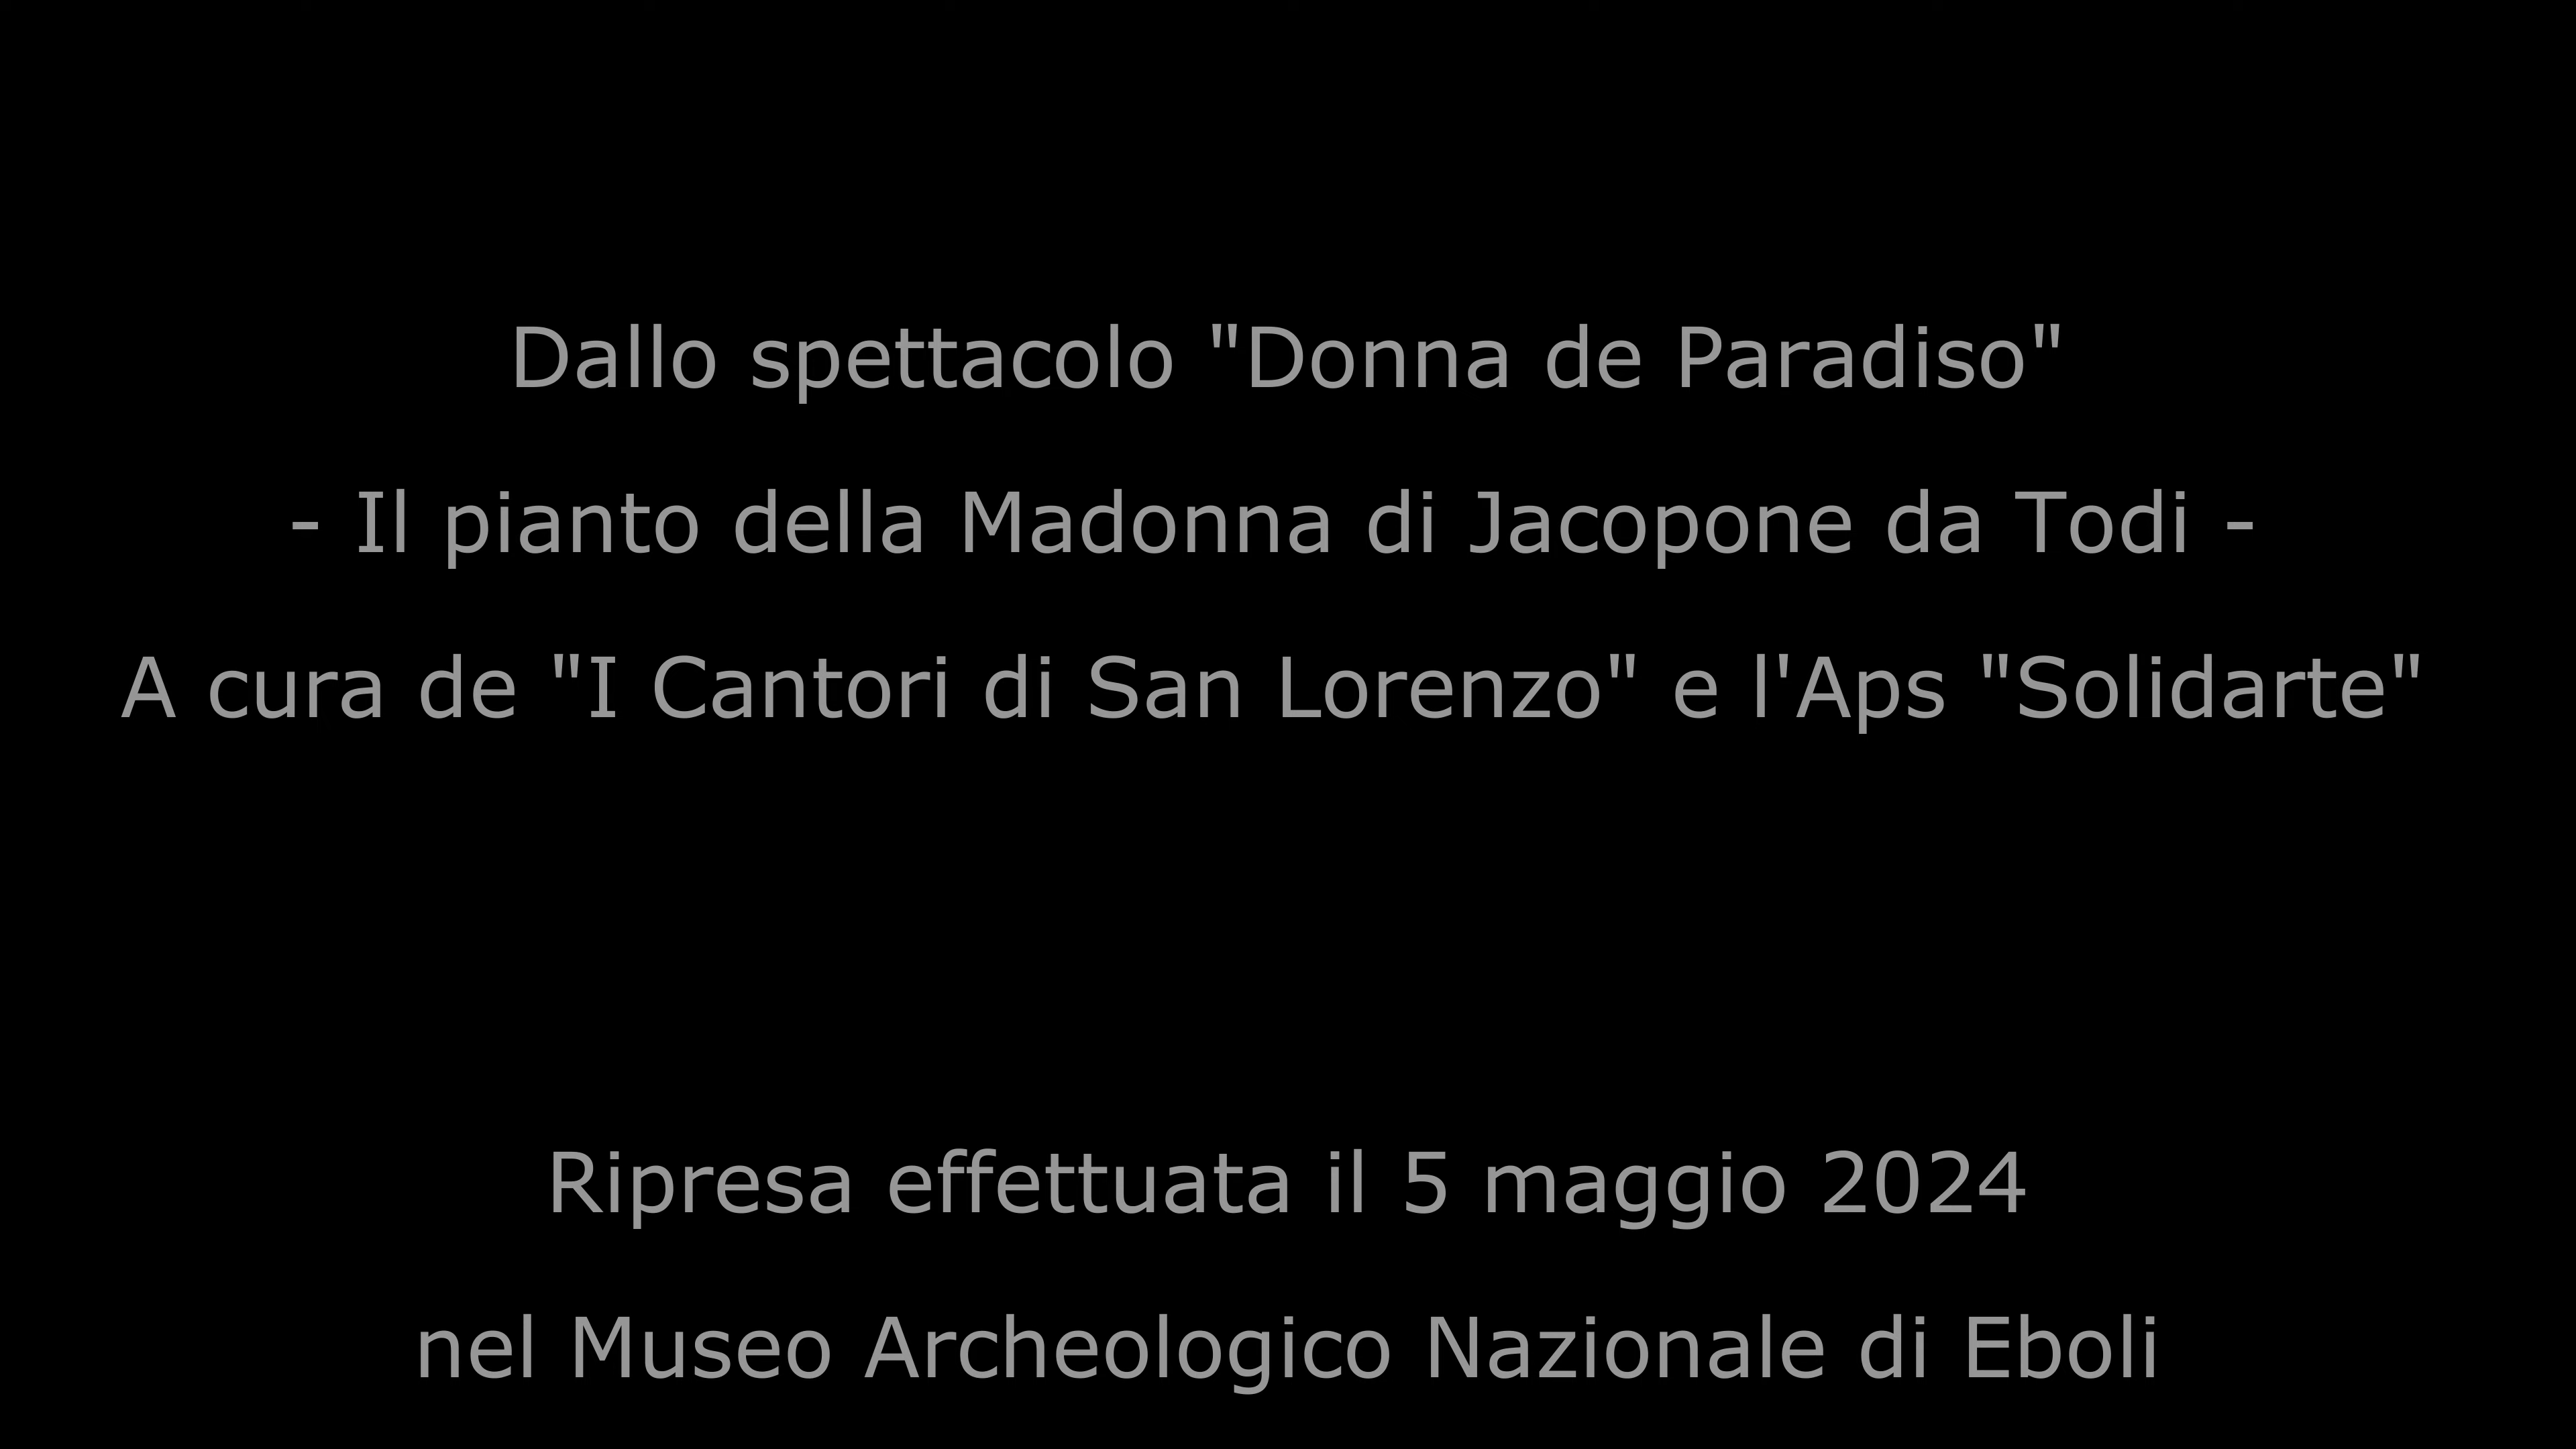 Dallo spettacolo "Donna de Paradiso"
- Il pianto della Madonna di Jacopone da Todi -
A cura de "I Cantori di San Lorenzo" e l'Aps "Solidarte"
Ripresa effettuata il 5 maggio 2024
nel Museo Archeologico Nazionale di Eboli